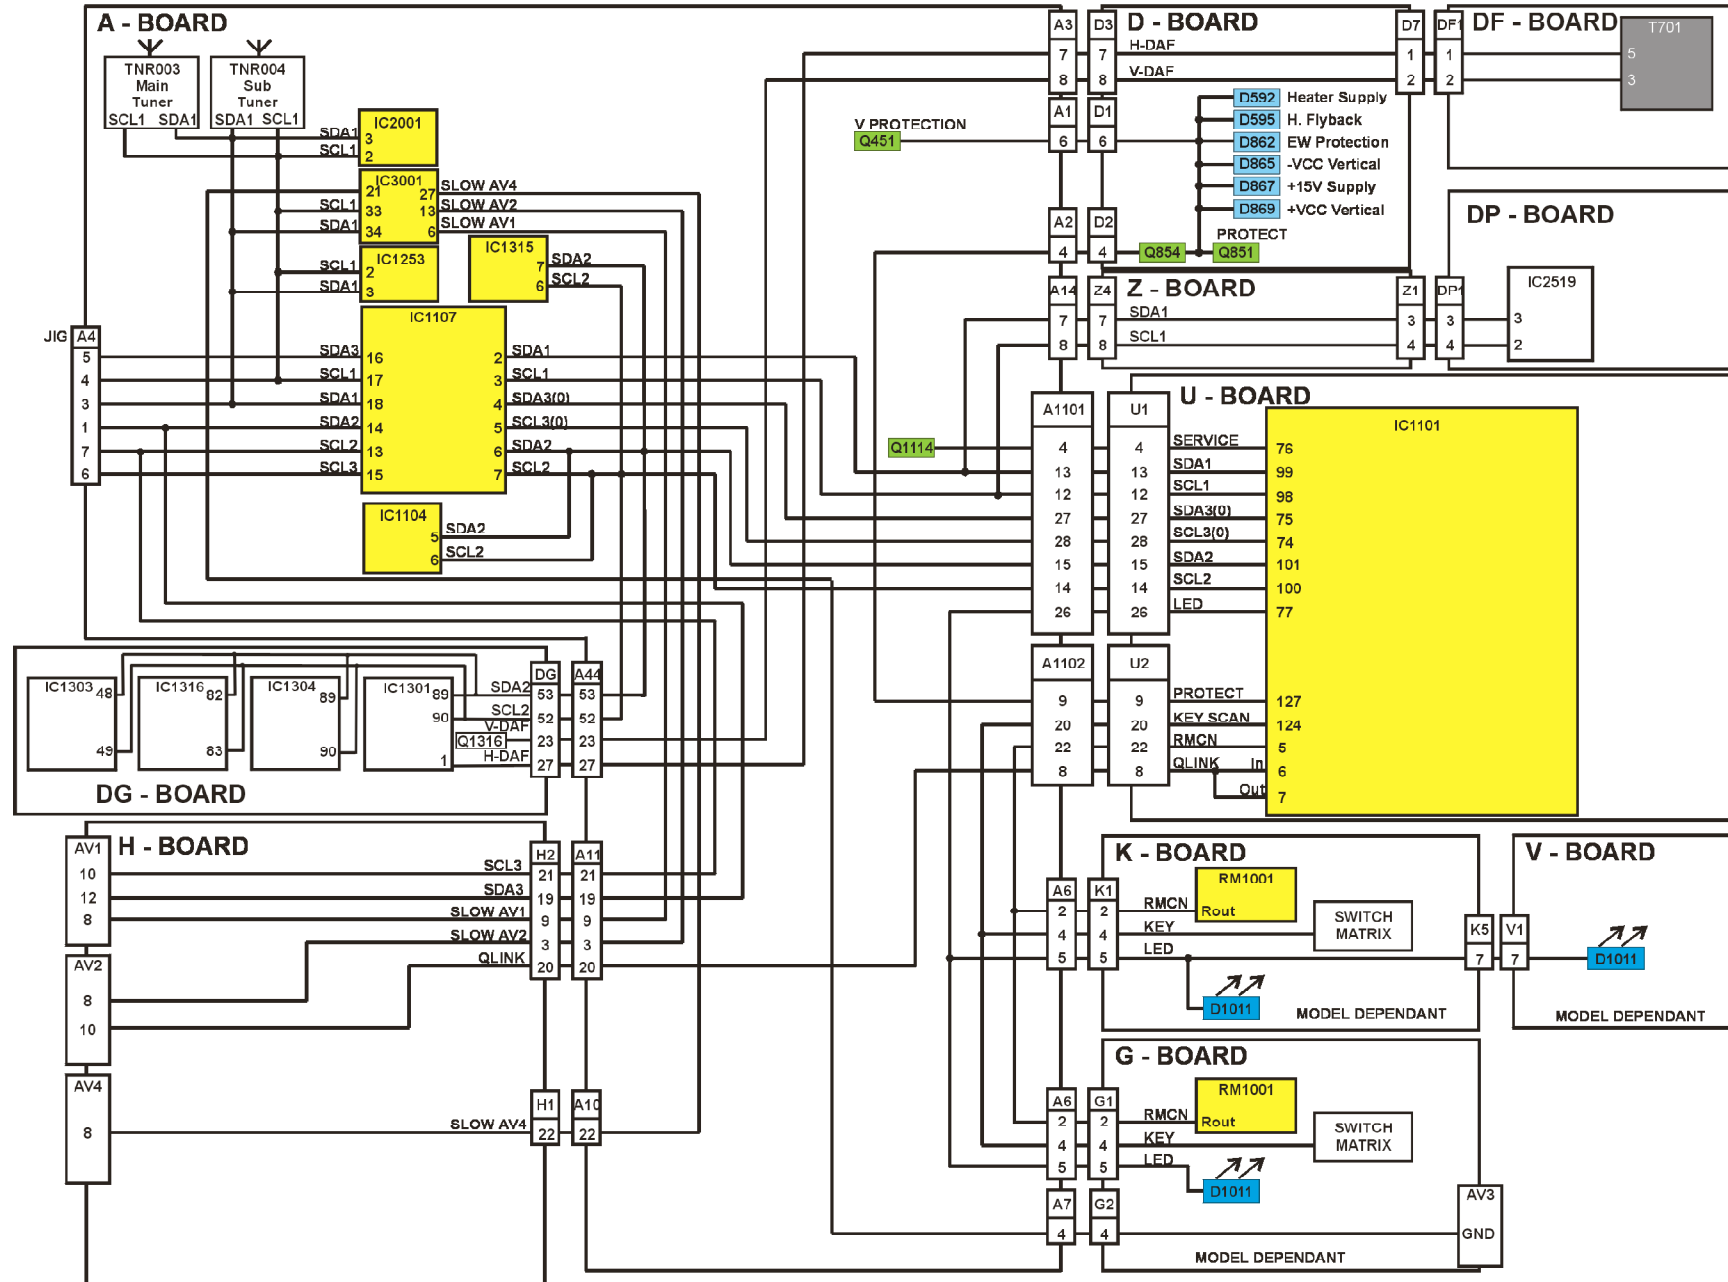 A - BOARD
TNR003
Main
Tuner
SCL1 SDA1
TNR004
Sub
Tuner
SDA1 SCL1
IC2001
SDA1 3
SCL1 2
IC3001
21
SCL1 33
SDA1 34
27 SLOW AV4
13 SLOW AV2
6 SLOW AV1
IC1253
SCL1 2
SDA1 3
IC1315
7 SDA2
6 SCL2
JIG A4
5
4
3
1
7
6
IC1107
SDA3 16
SCL1 17
SDA1 18
SDA2 14
SCL2 13
SCL3 15
2 SDA1
3 SCL1
4 SDA3(0)
5 SCL3(0)
6 SDA2
7 SCL2
IC1104
5 SDA2
6 SCL2
V PROTECTION
Q451
Q1114
A3
7
8
A1
6
A2
4
A14
7
8
D - BOARD
D3
7
8
H-DAF
V-DAF
D1
6
D2
4
D592 Heater Supply
D595 H. Flyback
D862 EW Protection
D865 -VCC Vertical
D867 +15V Supply
D869 +VCC Vertical
PROTECT
Q854
Q851
D7
1
2
DF - BOARD
DF1
1
2
T701
5
3
Z - BOARD
Z4
7
8
SDA1
SCL1
Z1
3
4
DP - BOARD
DP1
3
4
IC2519
3
2
A1101
4
13
12
27
28
15
14
26
U - BOARD
U1
4
13
12
27
28
15
14
26
SERVICE 76
SDA1 99
SCL1 98
SDA3(0) 75
SCL3(0) 74
SDA2 101
SCL2 100
LED 77
IC1101
A1102
9
20
22
8
U2
9
20
22
8
PROTECT 127
KEY SCAN 124
RMCN 5
QLINK In 6
Out 7
DG - BOARD
IC1303
48
49
IC1316
82
83
IC1304
89
90
IC1301
89
90
1
SDA2
SCL2
V-DAF
Q1316
H-DAF
DG
53
52
23
27
A44
53
52
23
27
H - BOARD
AV1
10
12
8
AV2
8
10
AV4
8
SCL3
SDA3
SLOW AV1
SLOW AV2
QLINK
SLOW AV4
H2
21
19
9
3
20
A11
21
19
9
3
20
H1
22
A10
22
K - BOARD
A6
2
4
5
K1
2
4
5
RMCN
KEY
LED
RM1001
Rout
SWITCH
MATRIX
D1011
MODEL DEPENDANT
K5
7
V - BOARD
V1
7
D1011
MODEL DEPENDANT
G - BOARD
A6
2
4
5
G1
2
4
5
RMCN
KEY
LED
RM1001
Rout
SWITCH
MATRIX
D1011
A7
4
G2
4
AV3
GND
MODEL DEPENDANT